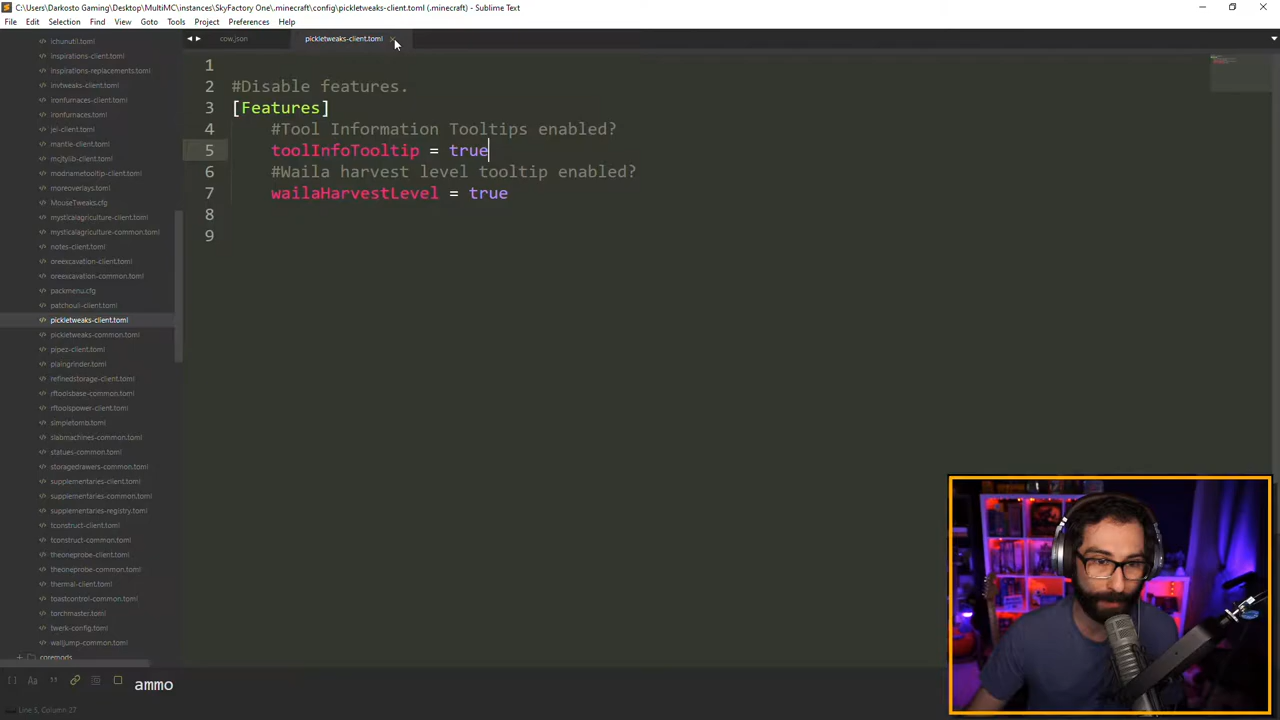 C:\Users\Darkosto Gaming\Desktop\MultiMC\instances\SkyFactory One\.minecraft\config\pickletweaks-client.toml (.minecraft) - Sublime Text
File Edit Selection Find View Goto Tools Project Preferences Help
cow.json pickletweaks-client.toml
ichunutil.toml
inspirations-client.toml
inspirations-replacements.toml
invtweaks-client.toml
ironfurnaces-client.toml
ironfurnaces.toml
jei-client.toml
mantle-client.toml
mcjtylib-client.toml
modnametooltip-client.toml
moreoverlays.toml
MouseTweaks.cfg
mysticalagriculture-client.toml
mysticalagriculture-common.toml
notes-client.toml
oreexcavation-client.toml
oreexcavation-common.toml
packmenu.cfg
patchouli-client.toml
pickletweaks-client.toml
pickletweaks-common.toml
pipez-client.toml
plaingrinder.toml
refinedstorage-client.toml
rftoolsbase-common.toml
rftoolspower-client.toml
simpletomb.toml
slabmachines-common.toml
statues-common.toml
storagedrawers-common.toml
supplementaries-client.toml
supplementaries-common.toml
supplementaries-registry.toml
tconstruct-client.toml
tconstruct-common.toml
theoneprobe-client.toml
theoneprobe-common.toml
thermal-client.toml
toastcontrol-common.toml
torchmaster.toml
twerk-config.toml
walljump-common.toml
coremods
1
2 #Disable features.
3 [Features]
4 #Tool Information Tooltips enabled?
5 toolInfoTooltip = true
6 #Waila harvest level tooltip enabled?
7 wailaHarvestLevel = true
8
9
Aa ammo
Line 5, Column 27